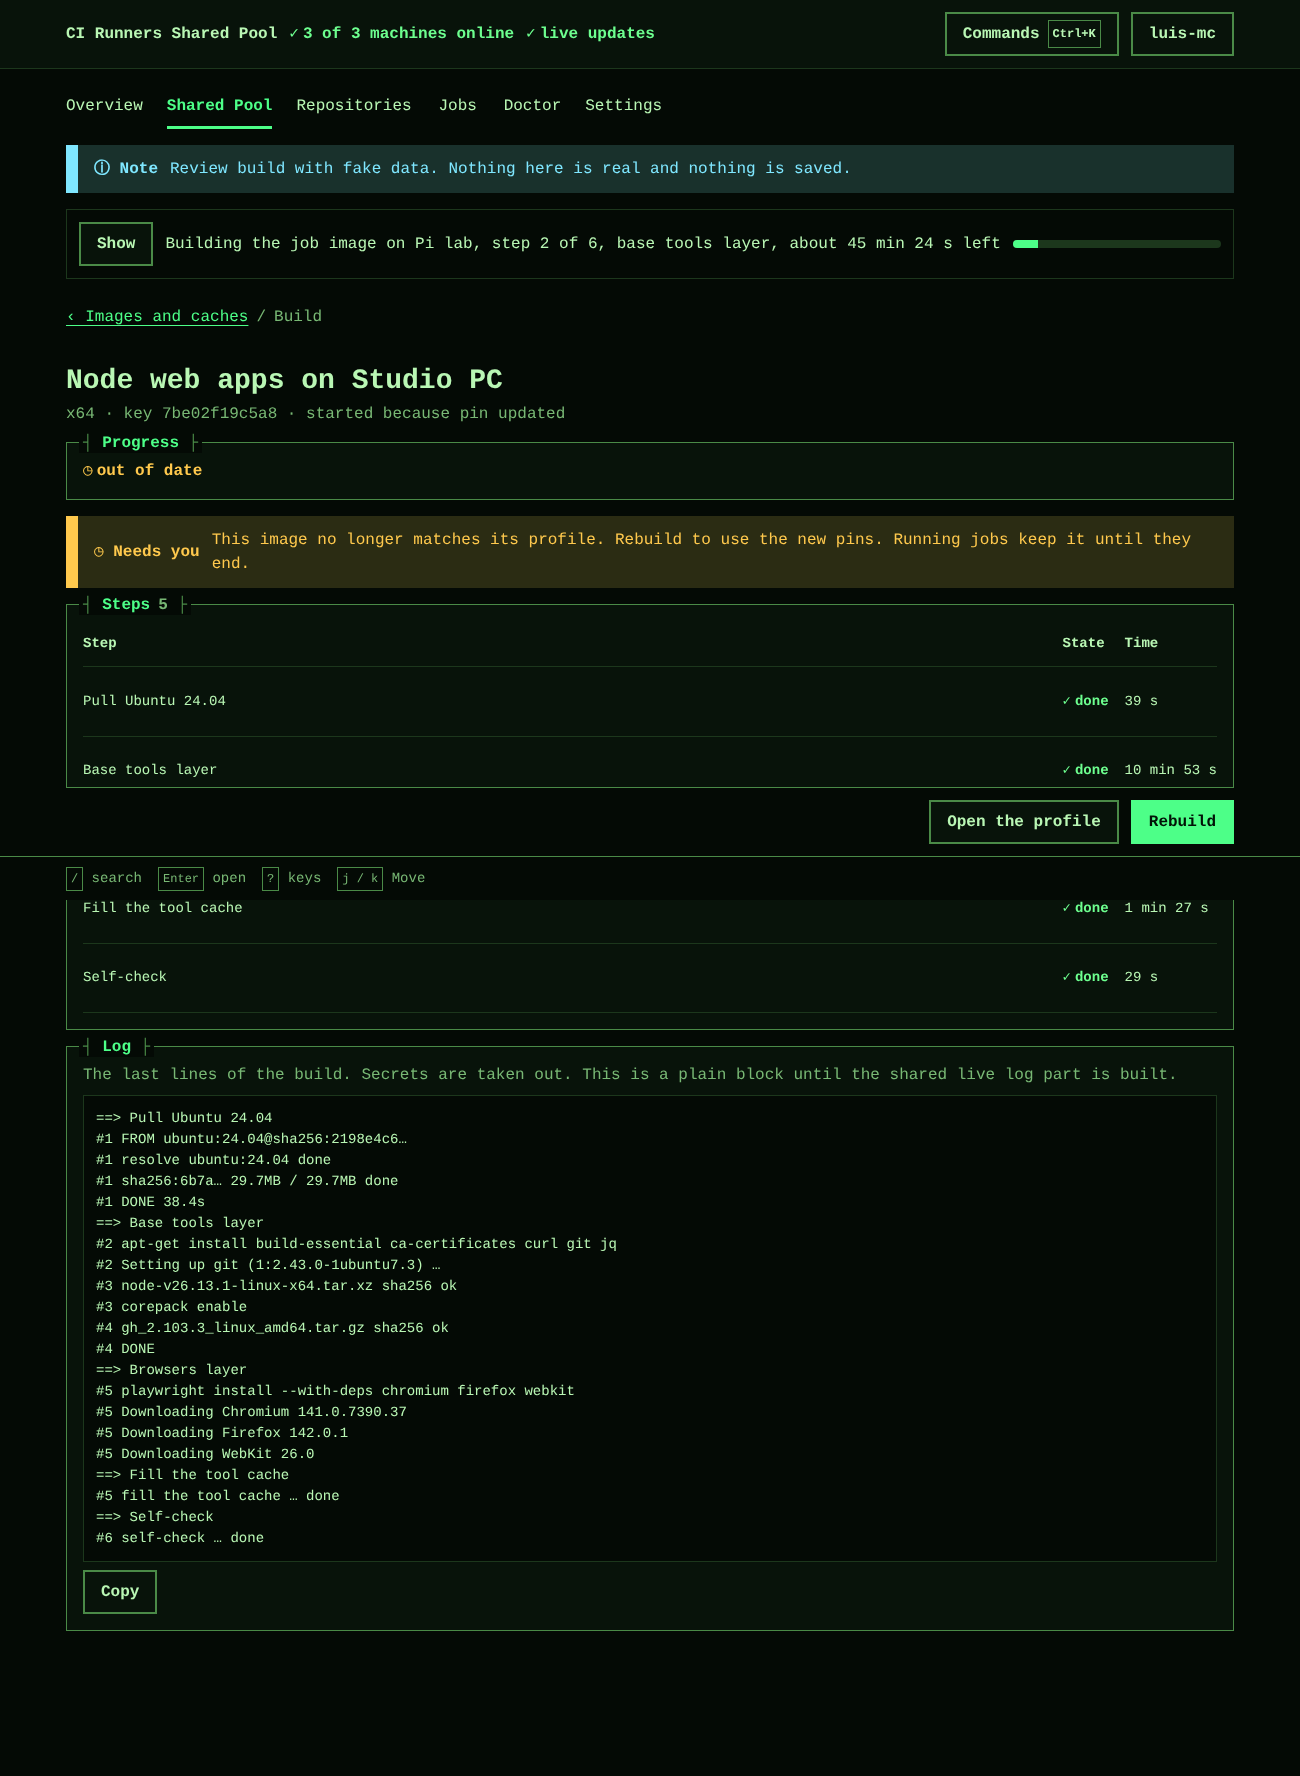 CI Runners Shared Pool ✓ 3 of 3 machines online ✓ live updates Commands Ctrl+K luis-mc
Overview Shared Pool Repositories Jobs Doctor Settings
ⓘ Note Review build with fake data. Nothing here is real and nothing is saved.
Show Building the job image on Pi lab, step 2 of 6, base tools layer, about 45 min 24 s left
‹ Images and caches / Build
Node web apps on Studio PC
x64 · key 7be02f19c5a8 · started because pin updated
Progress
◷ out of date
◷ Needs you This image no longer matches its profile. Rebuild to use the new pins. Running jobs keep it until they
end.
Steps 5
Step State Time
Pull Ubuntu 24.04 ✓ done 39 s
Base tools layer ✓ done 10 min 53 s
Open the profile Rebuild
/ search Enter open ? keys j / k Move
Fill the tool cache ✓ done 1 min 27 s
Self-check ✓ done 29 s
Log
The last lines of the build. Secrets are taken out. This is a plain block until the shared live log part is built.
==> Pull Ubuntu 24.04
#1 FROM ubuntu:24.04@sha256:2198e4c6…
#1 resolve ubuntu:24.04 done
#1 sha256:6b7a… 29.7MB / 29.7MB done
#1 DONE 38.4s
==> Base tools layer
#2 apt-get install build-essential ca-certificates curl git jq
#2 Setting up git (1:2.43.0-1ubuntu7.3) …
#3 node-v26.13.1-linux-x64.tar.xz sha256 ok
#3 corepack enable
#4 gh_2.103.3_linux_amd64.tar.gz sha256 ok
#4 DONE
==> Browsers layer
#5 playwright install --with-deps chromium firefox webkit
#5 Downloading Chromium 141.0.7390.37
#5 Downloading Firefox 142.0.1
#5 Downloading WebKit 26.0
==> Fill the tool cache
#5 fill the tool cache … done
==> Self-check
#6 self-check … done
Copy